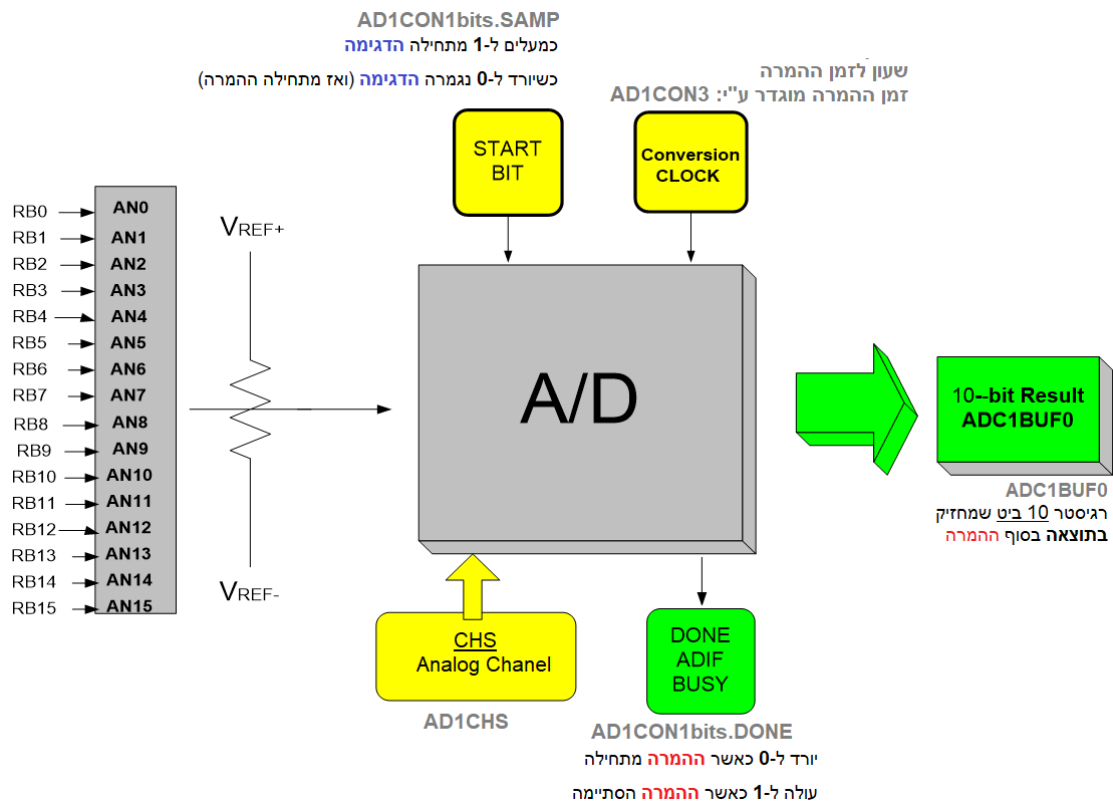 AD1CON1bits.SAMP
כמעלים ל-1 מתחילה הדגימה
כשיורד ל-0 נגמרה הדגימה (ואז מתחילה ההמרה)
שעון לזמן ההמרה
זמן ההמרה מוגדר ע"י: AD1CON3
START
BIT
Conversion
CLOCK
RB0 AN0
RB1 AN1
RB2 AN2
RB3 AN3
RB4 AN4
RB5 AN5
RB6 AN6
RB7 AN7
RB8 AN8
RB9 AN9
RB10 AN10
RB11 AN11
RB12 AN12
RB13 AN13
RB14 AN14
RB15 AN15
VREF+
VREF-
A/D
10--bit Result
ADC1BUF0
ADC1BUF0
רגיסטר 10 ביט שמחזיק
בתוצאה בסוף ההמרה
CHS
Analog Chanel
AD1CHS
DONE
ADIF
BUSY
AD1CON1bits.DONE
יורד ל-0 כאשר ההמרה מתחילה
עולה ל-1 כאשר ההמרה הסתיימה